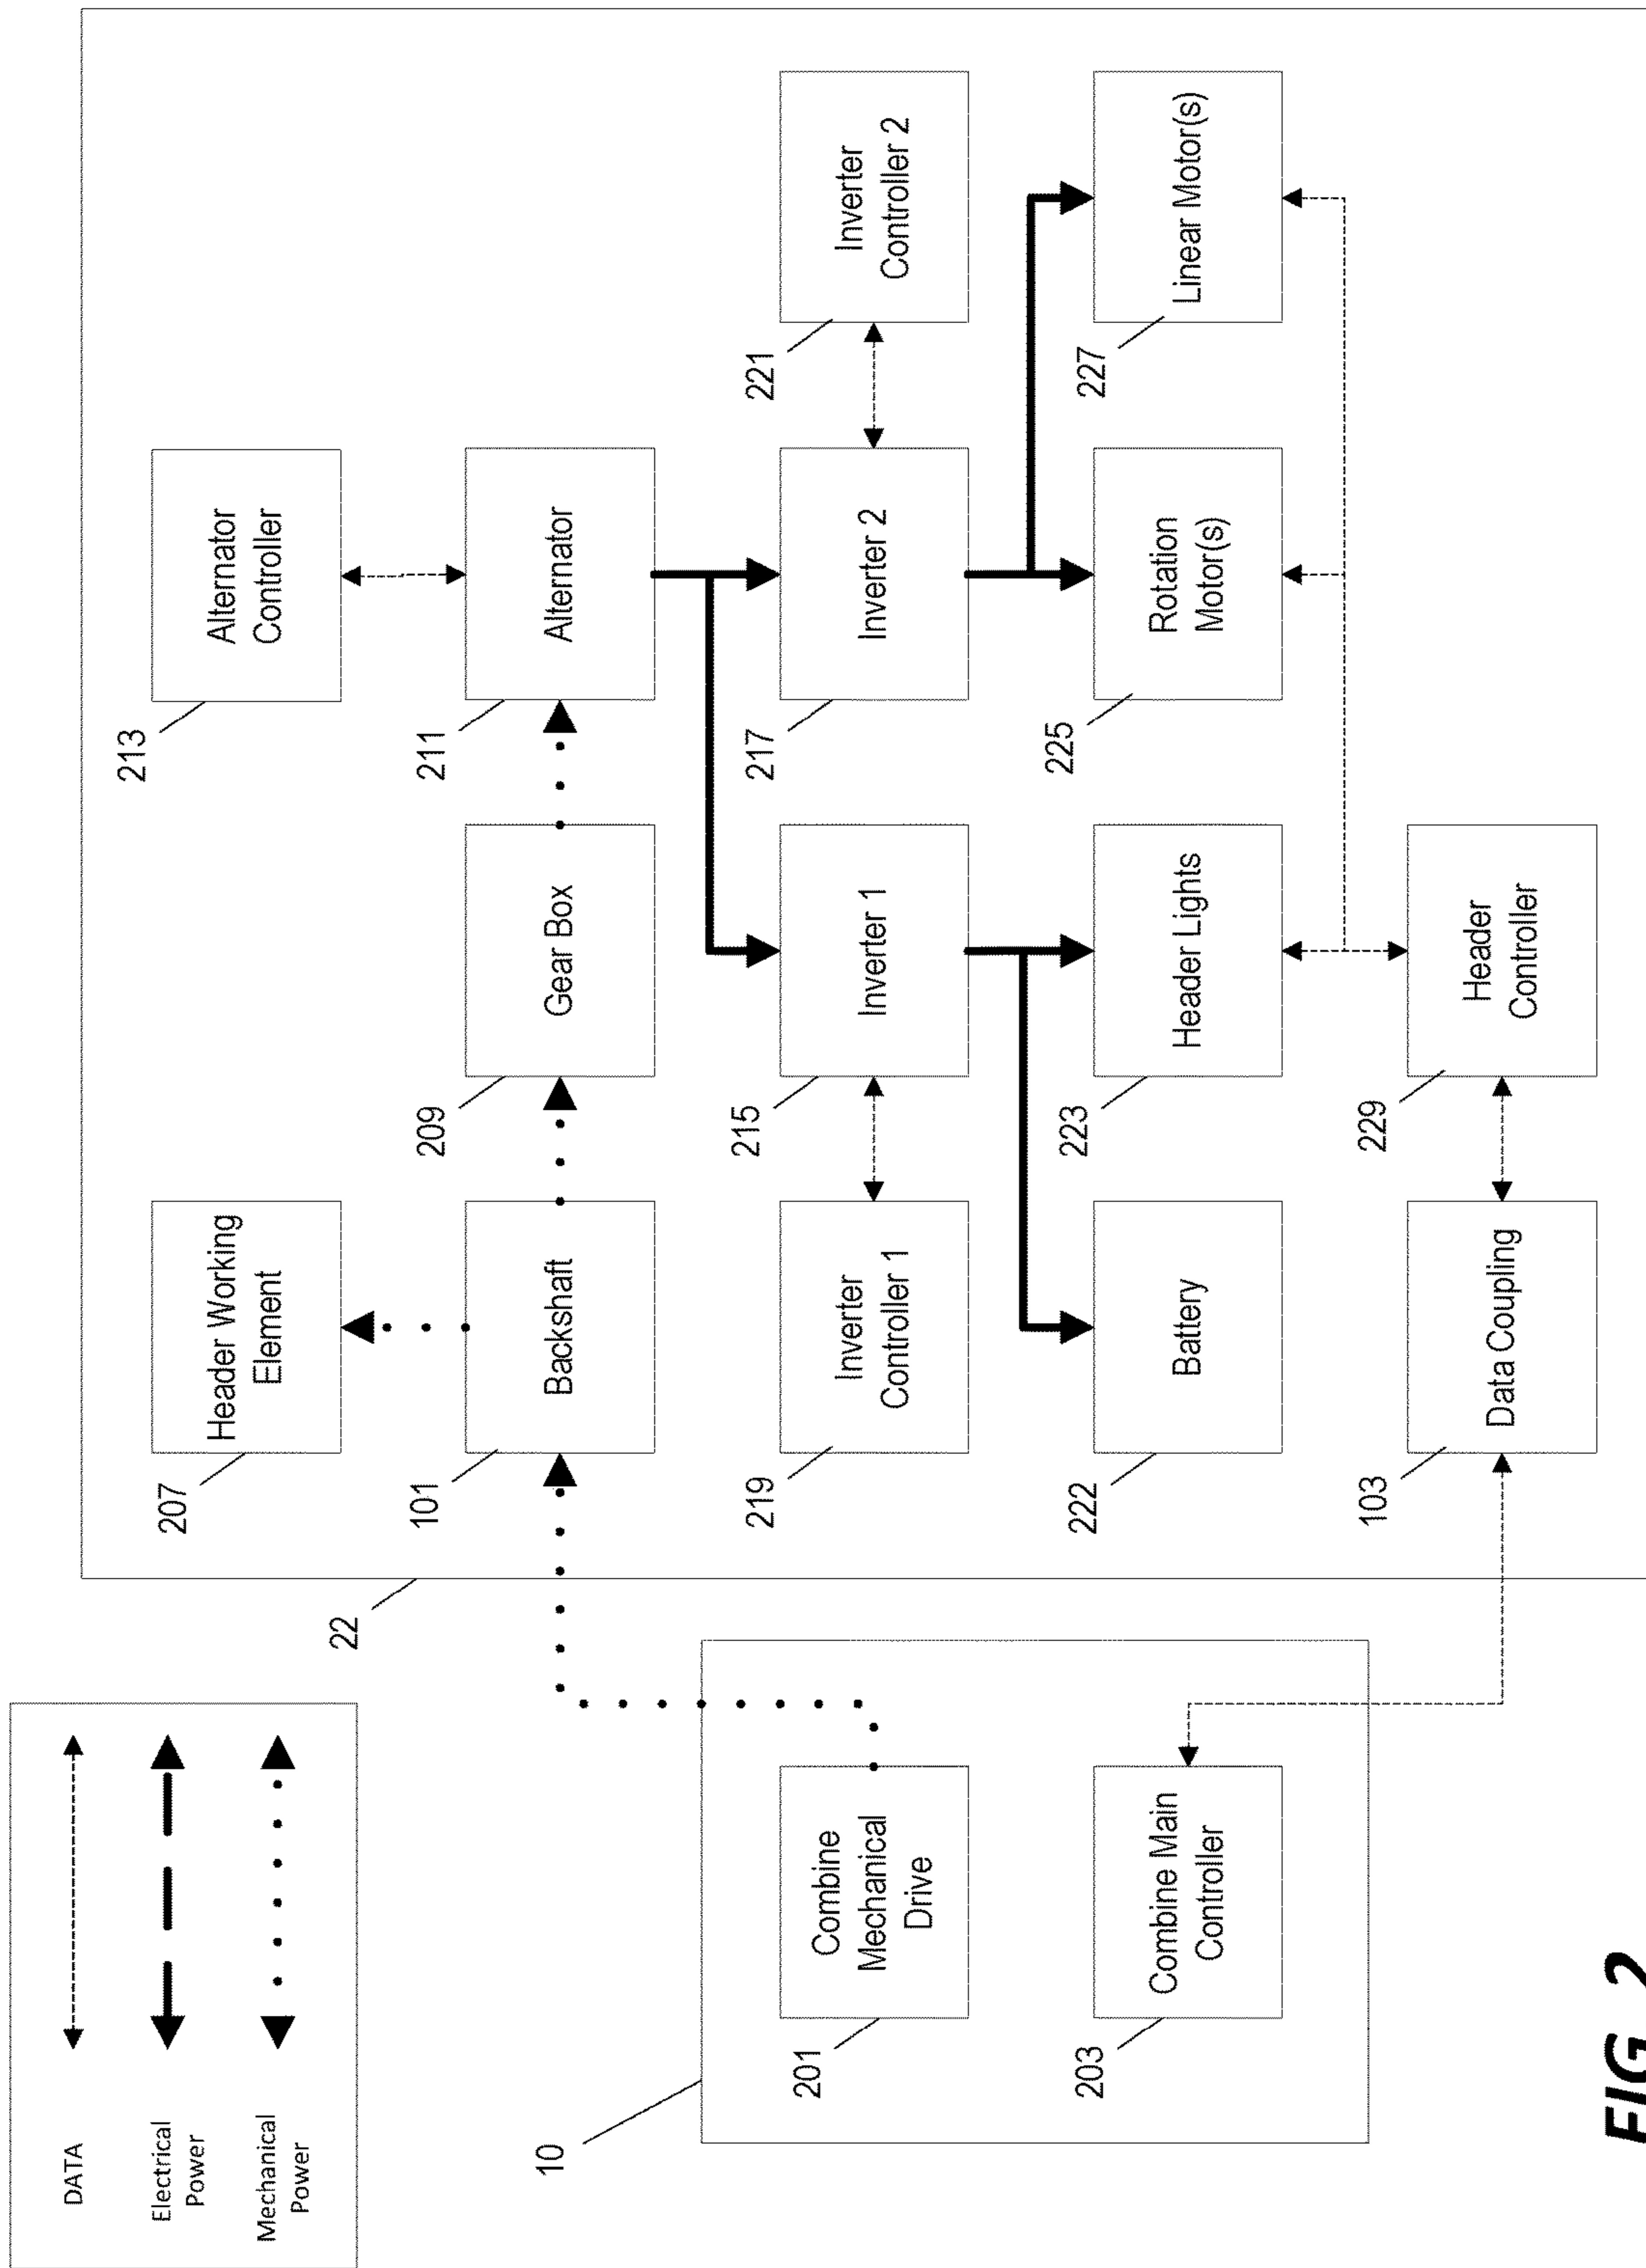 DATA
Electrical
Power
Mechanical
Power
22
207
Header Working
Element
213
Alternator
Controller
101
Backshaft
209
Gear Box
211
Alternator
10
201
Combine
Mechanical
Drive
219
Inverter
Controller 1
215
Inverter 1
217
Inverter 2
221
Inverter
Controller 2
203
Combine Main
Controller
222
Battery
223
Header Lights
225
Rotation
Motor(s)
227
Linear Motor(s)
103
Data Coupling
229
Header
Controller
FIG. 2